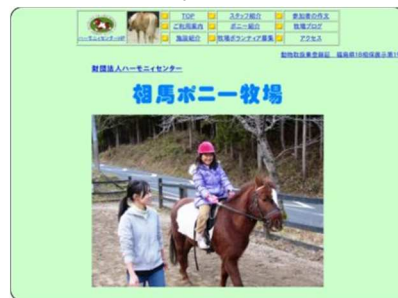 TOP
スタッフ紹介
参加者の作文
ご利用案内
ポニー紹介
牧場ブログ
施設紹介
牧場ボランティア募集
アクセス
財団法人ハーモニィセンター
相馬ポニー牧場